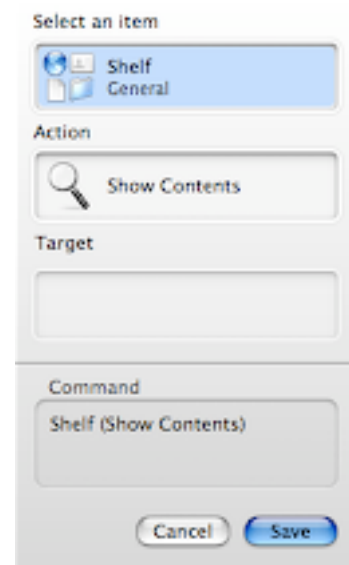 Select an item
Shelf
General
Action
Show Contents
Target
Command
Shelf (Show Contents)
Cancel Save